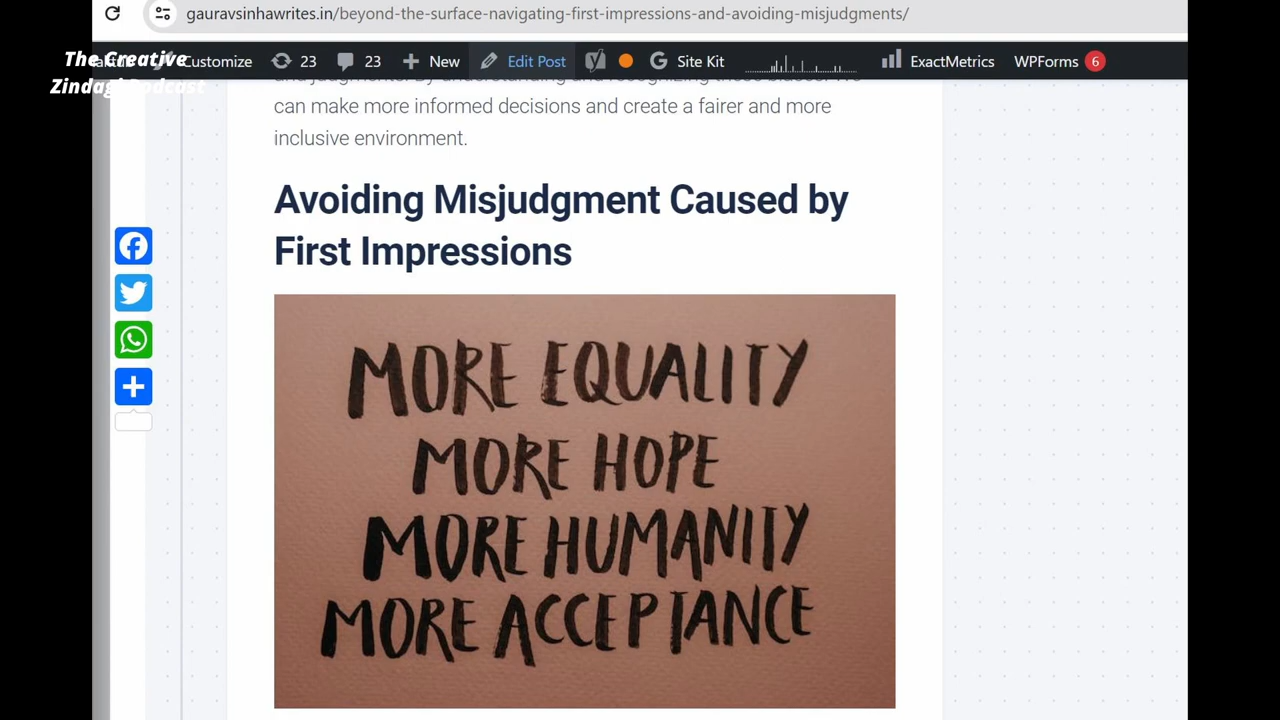 gauravsinhawrites.in/beyond-the-surface-navigating-first-impressions-and-avoiding-misjudgments/
The Creative
Zindagi Podcast
Customize 23 23 New Edit Post Site Kit ExactMetrics WPForms 6
can make more informed decisions and create a fairer and more
inclusive environment.
Avoiding Misjudgment Caused by
First Impressions
MORE EQUALITY
MORE HOPE
MORE HUMANITY
MORE ACCEPTANCE